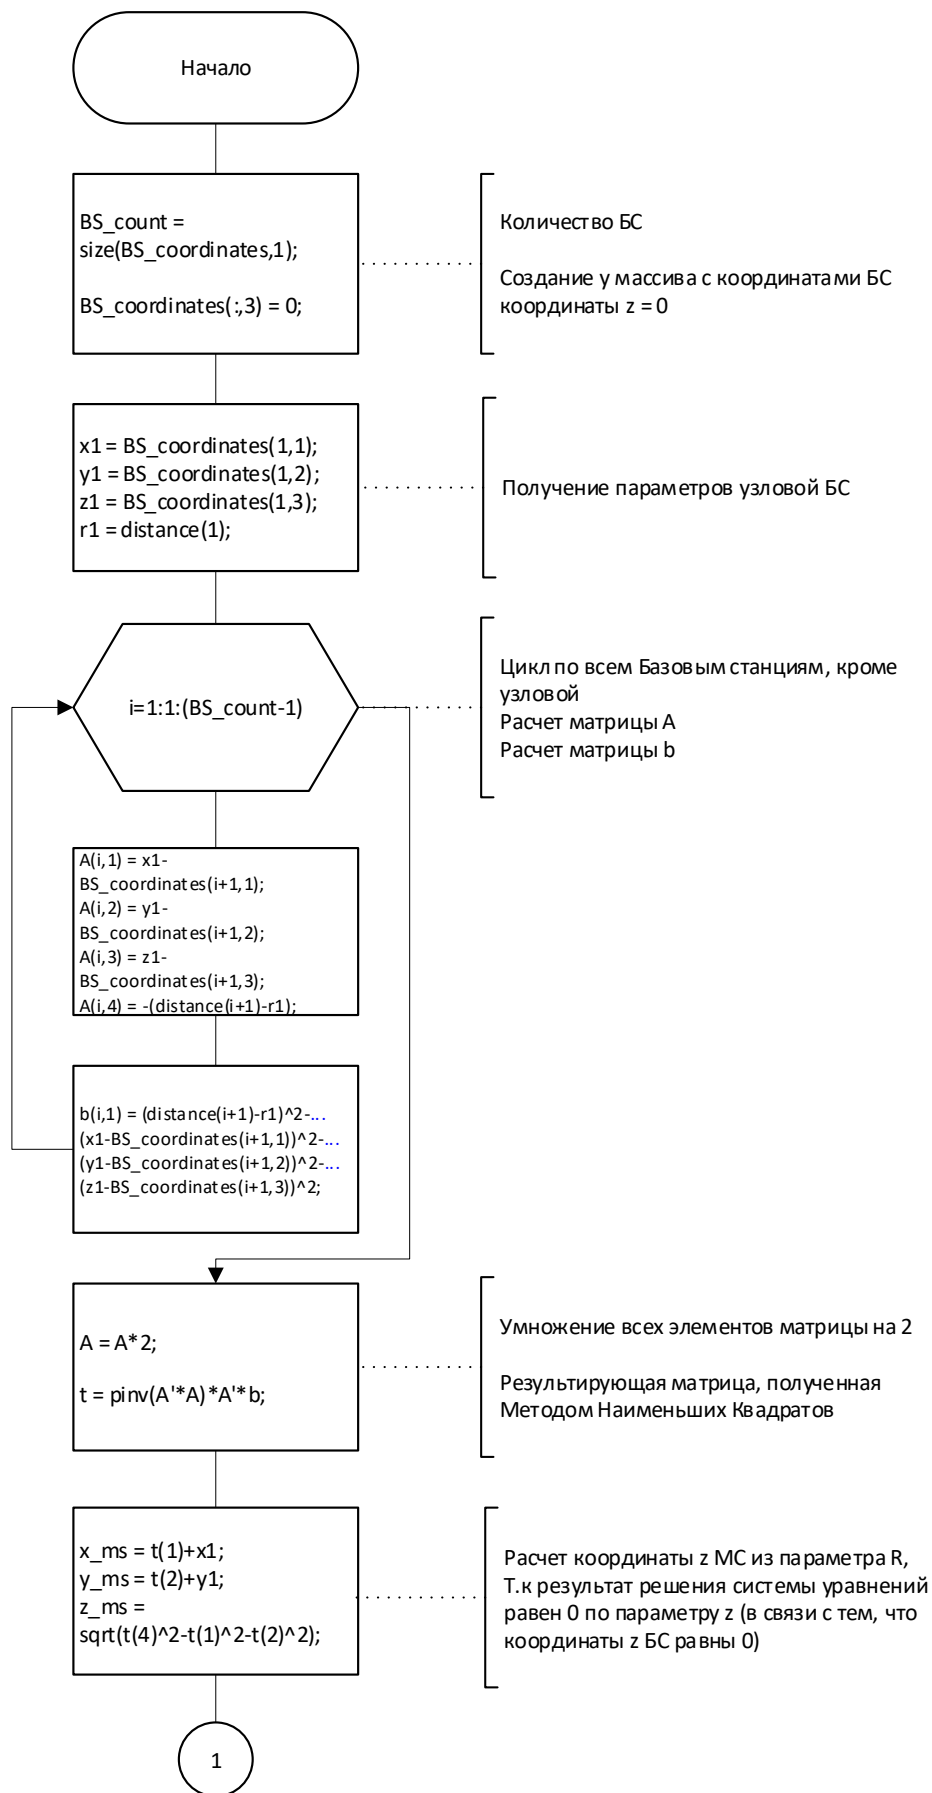 Начало
BS_count =
size(BS_coordinates,1);
BS_coordinates(:,3) = 0;
Количество БС
Создание у массива с координатами БС
координаты z = 0
x1 = BS_coordinates(1,1);
y1 = BS_coordinates(1,2);
z1 = BS_coordinates(1,3);
r1 = distance(1);
Получение параметров узловой БС
i=1:1:(BS_count-1)
Цикл по всем Базовым станциям, кроме
узловой
Расчет матрицы A
Расчет матрицы b
A(i,1) = x1-
BS_coordinates(i+1,1);
A(i,2) = y1-
BS_coordinates(i+1,2);
A(i,3) = z1-
BS_coordinates(i+1,3);
A(i,4) = -(distance(i+1)-r1);
b(i,1) = (distance(i+1)-r1)^2-...
(x1-BS_coordinates(i+1,1))^2-...
(y1-BS_coordinates(i+1,2))^2-...
(z1-BS_coordinates(i+1,3))^2;
A = A*2;
t = pinv(A'*A)*A'*b;
Умножение всех элементов матрицы на 2
Результирующая матрица, полученная
Методом Наименьших Квадратов
x_ms = t(1)+x1;
y_ms = t(2)+y1;
z_ms =
sqrt(t(4)^2-t(1)^2-t(2)^2);
Расчет координаты z МС из параметра R,
Т.к результат решения системы уравнений
равен 0 по параметру z (в связи с тем, что
координаты z БС равны 0)
1